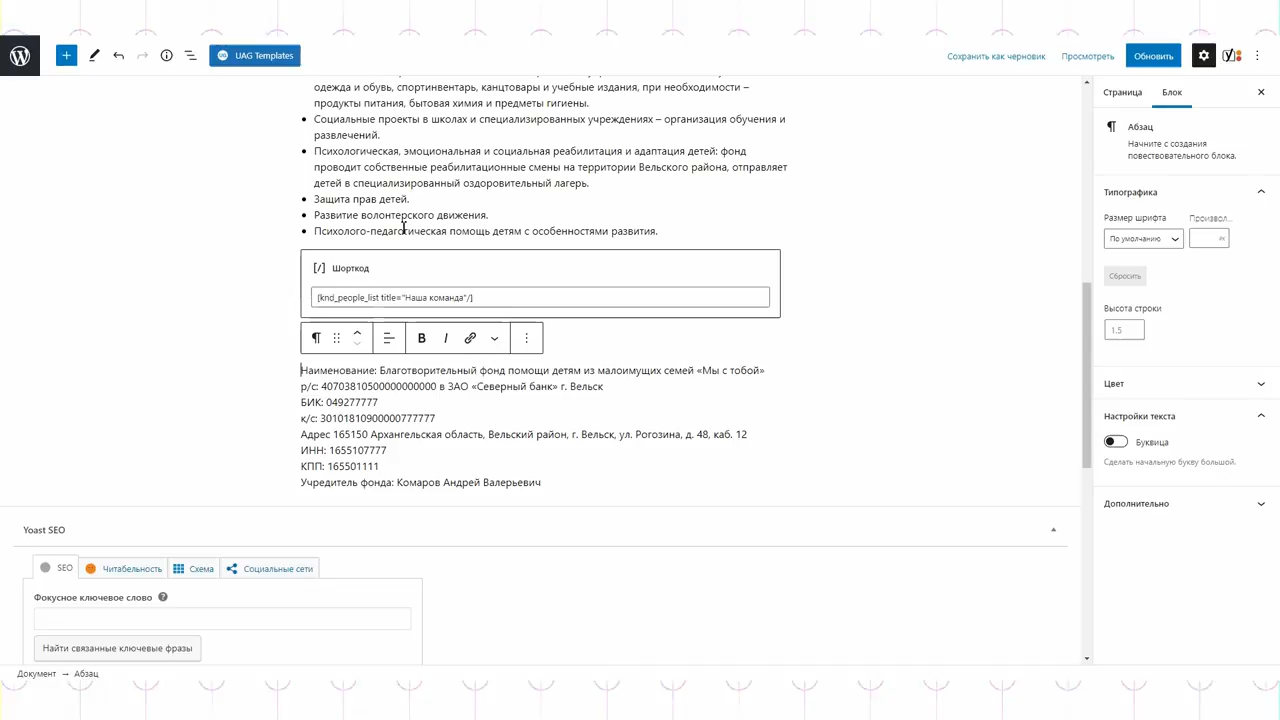 UAG Templates
Сохранить как черновик
Просмотреть
Обновить
одежда и обувь, спортинвентарь, канцтовары и учебные издания, при необходимости –
продукты питания, бытовая химия и предметы гигиены.
Социальные проекты в школах и специализированных учреждениях – организация обучения и
развлечений.
Психологическая, эмоциональная и социальная реабилитация и адаптация детей: фонд
проводит собственные реабилитационные смены на территории Вельского района, отправляет
детей в специализированный оздоровительный лагерь.
Защита прав детей.
Развитие волонтерского движения.
Психолого-педагогическая помощь детям с особенностями развития.
[/] Шорткод
[knd_people_list title="Наша команда"/]
B I
Наименование: Благотворительный фонд помощи детям из малоимущих семей «Мы с тобой»
р/с: 40703810500000000000 в ЗАО «Северный банк» г. Вельск
БИК: 049277777
к/с: 30101810900000777777
Адрес 165150 Архангельская область, Вельский район, г. Вельск, ул. Рогозина, д. 48, каб. 12
ИНН: 1655107777
КПП: 165501111
Учредитель фонда: Комаров Андрей Валерьевич
Yoast SEO
SEO
Читабельность
Схема
Социальные сети
Фокусное ключевое слово
Найти связанные ключевые фразы
Документ → Абзац
Страница
Блок
Абзац
Начните с создания
повествовательного блока.
Типографика
Размер шрифта
Произвол...
По умолчанию
Сбросить
Высота строки
1.5
Цвет
Настройки текста
Буквица
Сделать начальную букву большой.
Дополнительно